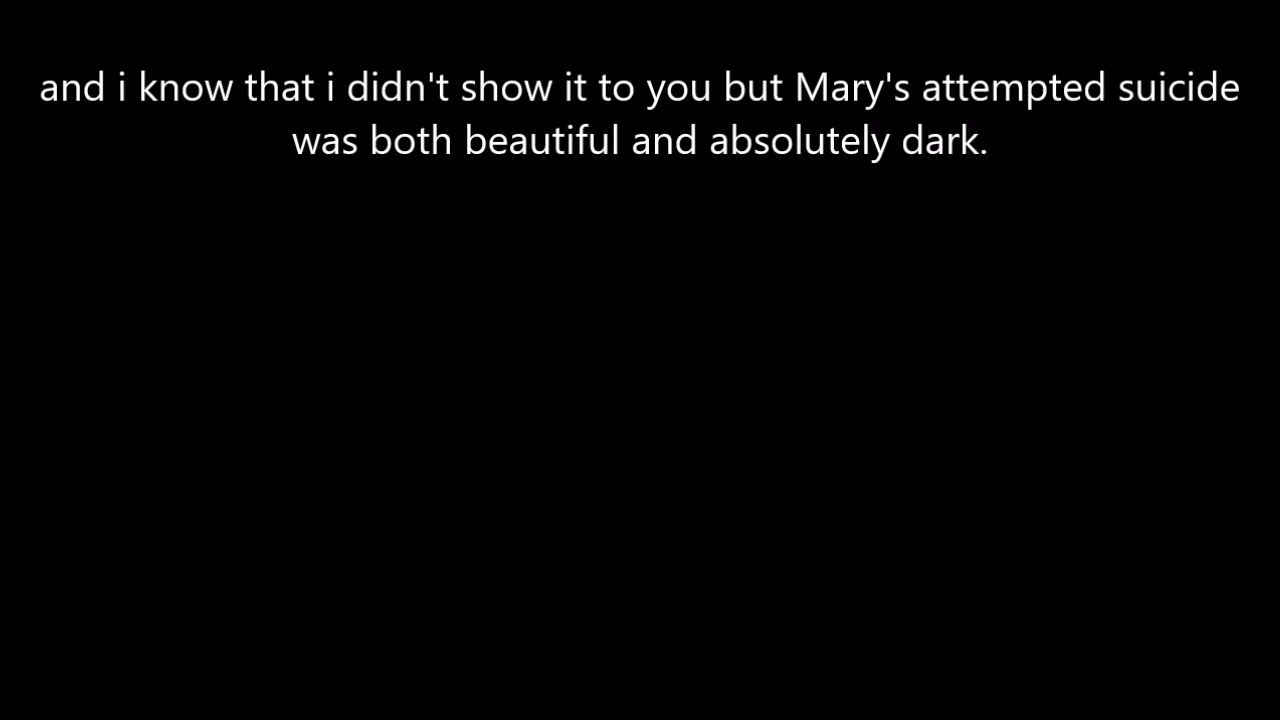 and i know that i didn't show it to you but Mary's attempted suicide
was both beautiful and absolutely dark.